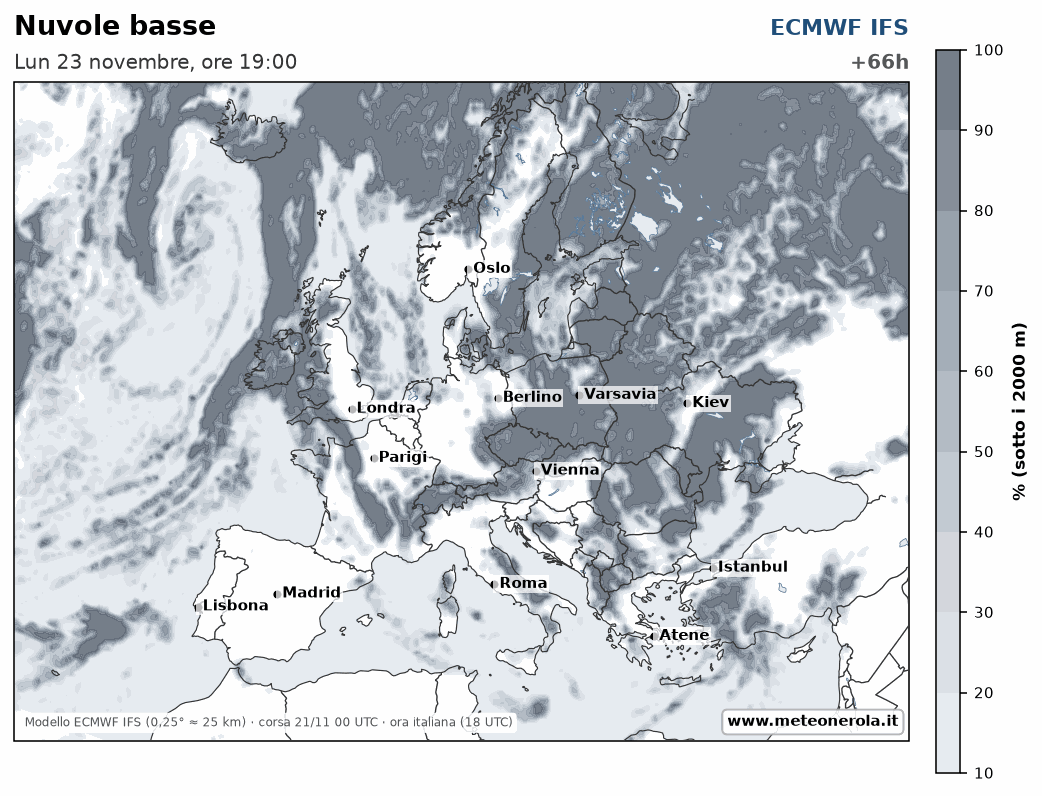 Nuvole basse
ECMWF IFS
Lun 23 novembre, ore 19:00
+66h
Oslo
Berlino
Varsavia
Kiev
Londra
Parigi
Vienna
Istanbul
Roma
Madrid
Lisbona
Atene
Modello ECMWF IFS (0,25° ≈ 25 km) · corsa 21/11 00 UTC · ora italiana (18 UTC)
www.meteonerola.it
100
90
80
70
60
50
40
30
20
10
% (sotto i 2000 m)